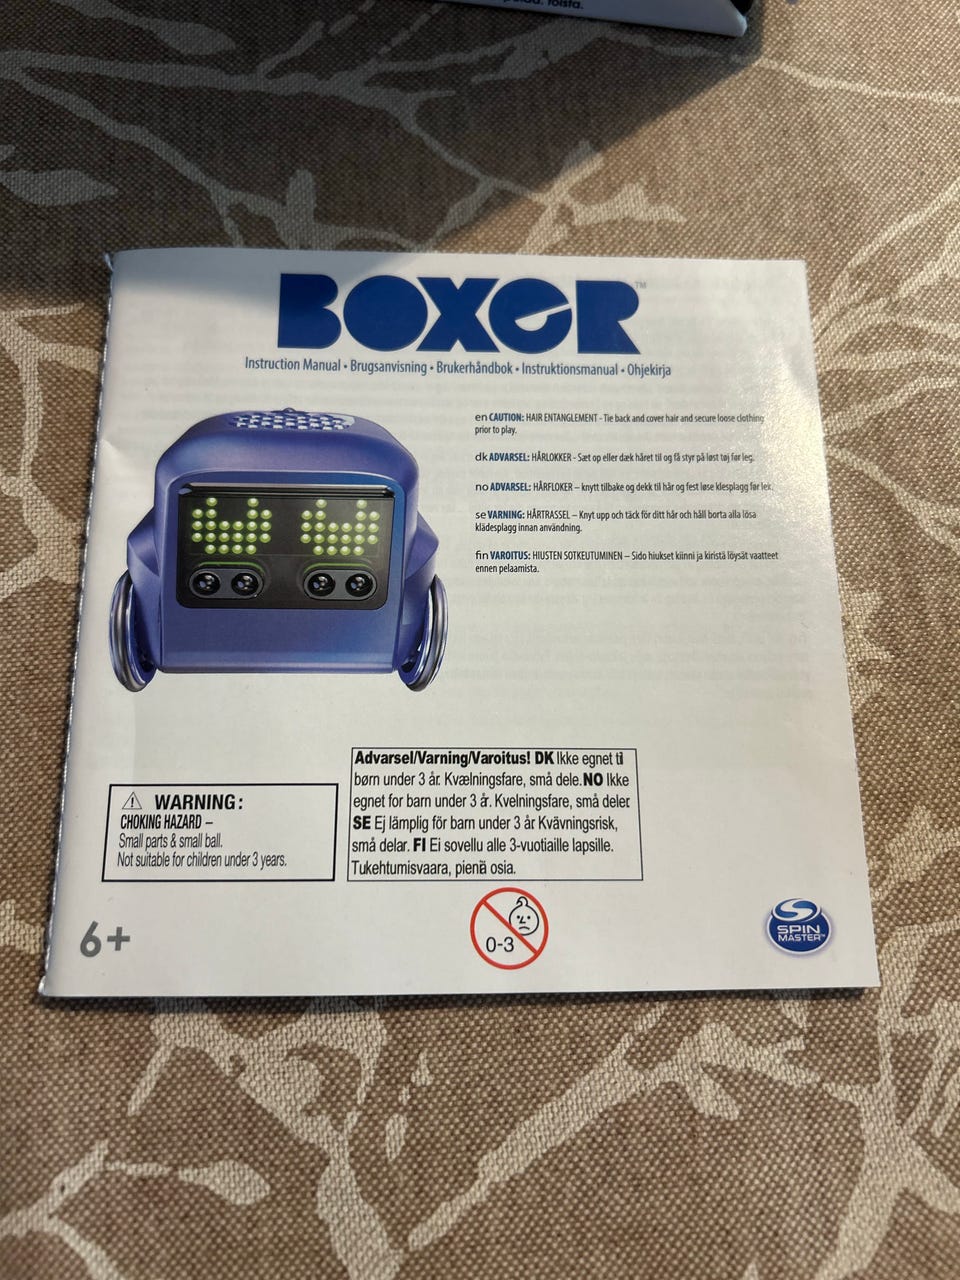 toista.
BOXER™
Instruction Manual • Brugsanvisning • Brukerhåndbok • Instruktionsmanual • Ohjekirja
en CAUTION: HAIR ENTANGLEMENT - Tie back and cover hair and secure loose clothing
prior to play.
dk ADVARSEL: HÅRLOKKER - Sæt op eller dæk håret til og få styr på løst tøj før leg.
no ADVARSEL: HÅRFLOKER – knytt tilbake og dekk til hår og fest løse klesplagg før lek.
se VARNING: HÅRTRASSEL – Knyt upp och täck för ditt hår och håll borta alla lösa
klädesplagg innan användning.
fin VAROITUS: HIUSTEN SOTKEUTUMINEN – Sido hiukset kiinni ja kiristä löysät vaatteet
ennen pelaamista.
WARNING:
CHOKING HAZARD –
Small parts & small ball.
Not suitable for children under 3 years.
Advarsel/Varning/Varoitus! DK Ikke egnet til
børn under 3 år. Kvælningsfare, små dele. NO Ikke
egnet for barn under 3 år. Kvelningsfare, små deler.
SE Ej lämplig för barn under 3 år Kvävningsrisk,
små delar. FI Ei sovellu alle 3-vuotiaille lapsille.
Tukehtumisvaara, pieniä osia.
6+
0-3
SPIN
MASTER™